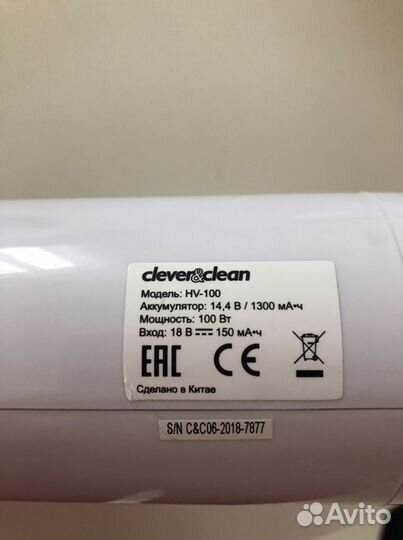 clever&clean
Модель: HV-100
Аккумулятор: 14,4 В / 1300 мА•ч
Мощность: 100 Вт
Вход: 18 В 150 мА•ч
EAC CE
Сделано в Китае
S/N C&C06-2018-7877
Avito